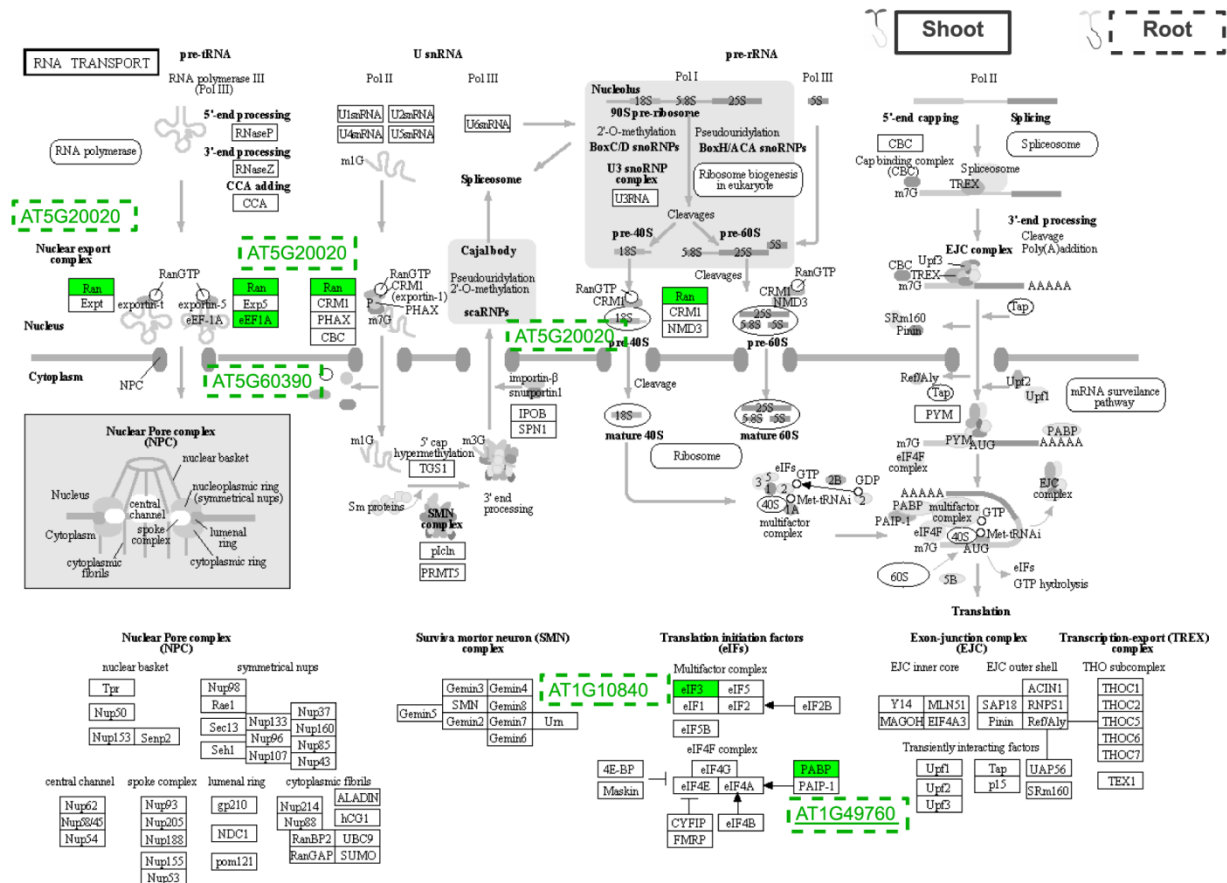 Shoot
Root
RNA TRANSPORT
pre-tRNA
RNA polymerase III
(Pol III)
RNA polymerase
5'-end processing
RNaseP
3'-end processing
RNaseZ
CCA adding
CCA
AT5G20020
Nuclear export
complex
Ran
Expt
RanGTP
exportin-t
exportin-5
eEF-1A
Ran
Exp5
eEF1A
AT5G20020
Nucleus
Cytoplasm
NPC
AT5G60390
U snRNA
Pol II
Pol III
U1snRNA
U2snRNA
U4snRNA
U5snRNA
U6snRNA
m1G
Spliceosome
Cajal body
Pseudouridylation
2'-O-methylation
scaRNPs
Ran
CRM1
PHAX
CBC
RanGTP
CRM1
(exportin-1)
P
PHAX
m7G
AT5G20020
importin-β
snurportin1
IPOB
SPN1
m1G
5' cap
hypermethylation
TGS1
m3G
Sm proteins
SMN
complex
3' end
processing
pIcln
PRMT5
pre-rRNA
Pol I
Pol III
Nucleolus
18S
5.8S
25S
5S
90S pre-ribosome
2'-O-methylation
BoxC/D snoRNPs
Pseudouridylation
BoxH/ACA snoRNPs
U3 snoRNP
complex
U3RNA
Ribosome biogenesis
in eukaryote
Cleavages
pre-40S
18S
pre-60S
5.8S
25S
5S
Cleavages
RanGTP
CRM1
18S
pre-40S
Ran
CRM1
NMD3
RanGTP
CRM1
NMD3
25S
5.8S
5S
pre-60S
Cleavage
18S
mature 40S
25S
5.8S
5S
mature 60S
Ribosome
eIFs
3
5
1
2
GTP
2B
GDP
2
40S
1A
Met-tRNAi
multifactor
complex
Pol II
5'-end capping
Splicing
CBC
Cap binding complex
(CBC)
m7G
Spliceosome
TREX
Spliceosome
3'-end processing
Cleavage
Poly(A)addition
EJC complex
CBC
Upf3
TREX
m7G
AAAAA
SRm160
Pinin
Tap
Ref/Aly
Tap
Upf2
Upf1
PYM
mRNA surveilance
pathway
m7G
PYM
AUG
PABP
AAAAA
eIF4F
complex
AAAAA
PABP
PAIP-1
multifactor
complex
GTP
eIF4F
40S
Met-tRNAi
m7G
AUG
EJC
complex
60S
5B
eIFs
GTP hydrolysis
Translation
Nuclear Pore complex
(NPC)
nuclear basket
Nucleus
nucleoplasmic ring
(symmetrical nups)
central
channel
Cytoplasm
spoke
complex
lumenal
ring
cytoplasmic
fibrils
cytoplasmic ring
Nuclear Pore complex
(NPC)
nuclear basket
Tpr
Nup50
Nup153
Senp2
symmetrical nups
Nup98
Rae1
Sec13
Seh1
Nup133
Nup96
Nup107
Nup37
Nup160
Nup85
Nup43
central channel
Nup62
Nup58/45
Nup54
spoke complex
Nup93
Nup205
Nup188
Nup155
Nup53
lumenal ring
gp210
NDC1
pom121
cytoplasmic fibrils
Nup214
Nup88
ALADIN
hCG1
RanBP2
UBC9
RanGAP
SUMO
Surviva mortor neuron (SMN)
complex
Gemin5
Gemin3
Gemin4
SMN
Gemin8
Gemin2
Gemin7
Gemin6
Unr
AT1G10840
Translation initiation factors
(eIFs)
Multifactor complex
eIF3
eIF5
eIF1
eIF2
eIF2B
eIF5B
eIF4F complex
4E-BP
Maskin
eIF4G
eIF4E
eIF4A
PABP
PAIP-1
CYFIP
FMRP
eIF4B
AT1G49760
Exon-junction complex
(EJC)
EJC inner core
Y14
MLN51
MAGOH
EIF4A3
EJC outer shell
ACIN1
SAP18
RNPS1
Pinin
Ref/Aly
Transiently interacting factors
Upf1
Upf2
Upf3
Tap
p15
UAP56
SRm160
Transcription-export (TREX)
complex
THO subcomplex
THOC1
THOC2
THOC5
THOC6
THOC7
TEX1